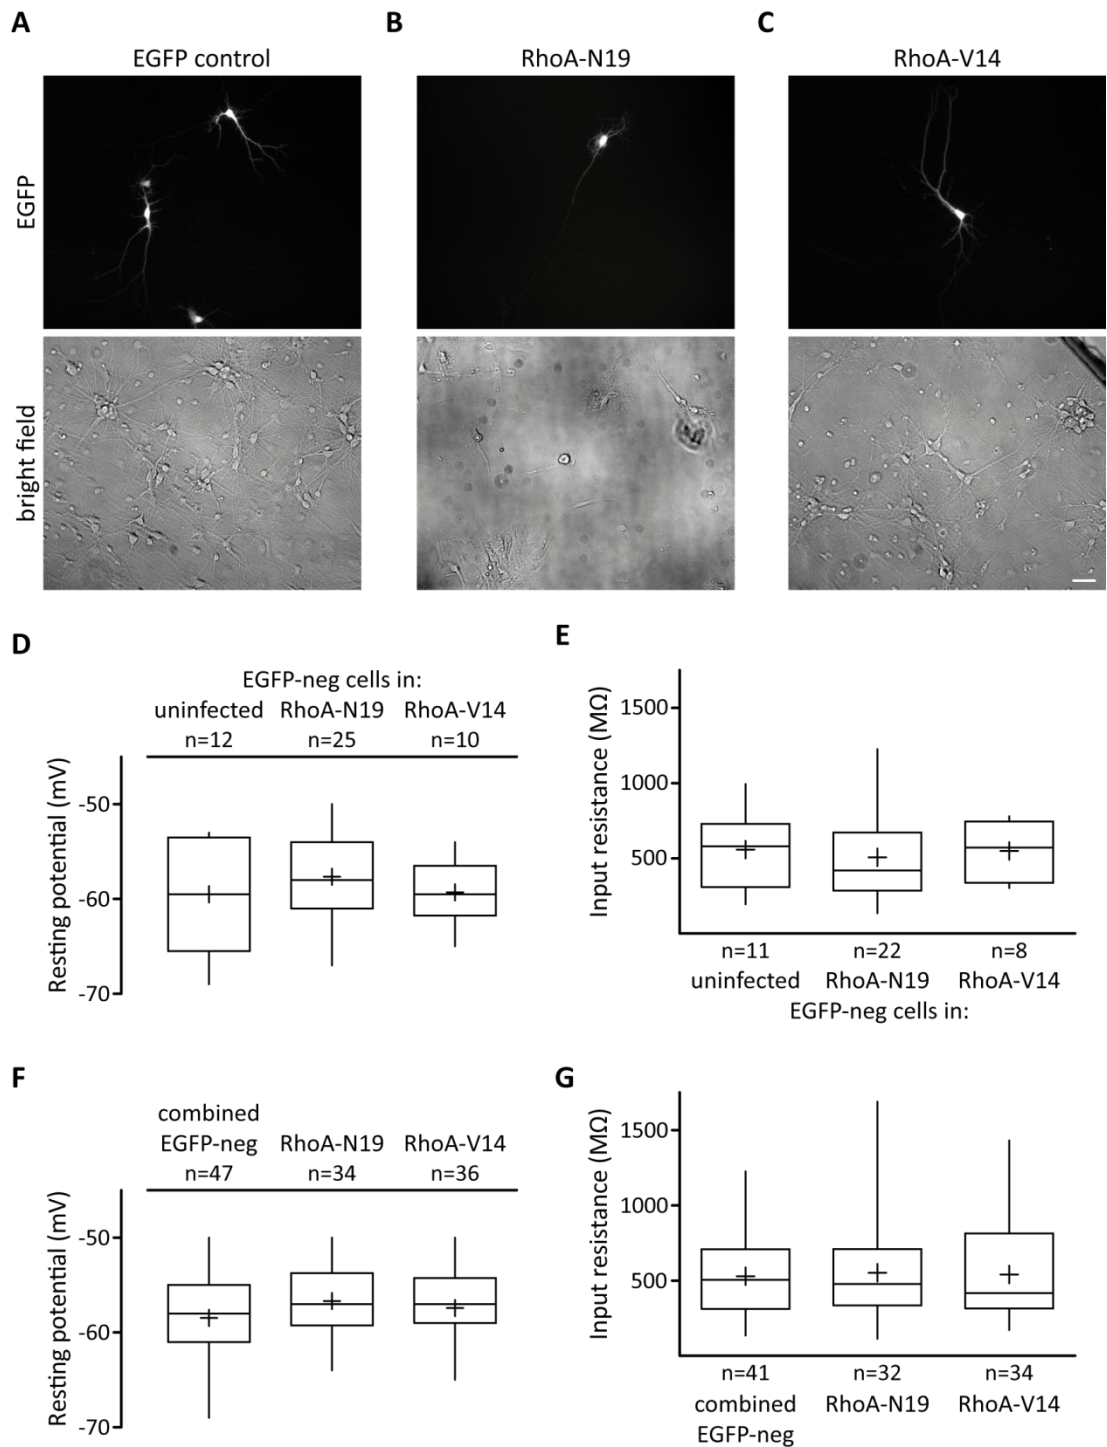 A
B
C
EGFP control
RhoA-N19
RhoA-V14
EGFP
bright field
D
EGFP-neg cells in:
uninfected RhoA-N19 RhoA-V14
n=12 n=25 n=10
Resting potential (mV)
-50
-60
-70
E
Input resistance (MΩ)
1500
1000
500
n=11 n=22 n=8
uninfected RhoA-N19 RhoA-V14
EGFP-neg cells in:
F
combined
EGFP-neg RhoA-N19 RhoA-V14
n=47 n=34 n=36
Resting potential (mV)
-50
-60
-70
G
Input resistance (MΩ)
1500
1000
500
n=41 n=32 n=34
combined RhoA-N19 RhoA-V14
EGFP-neg